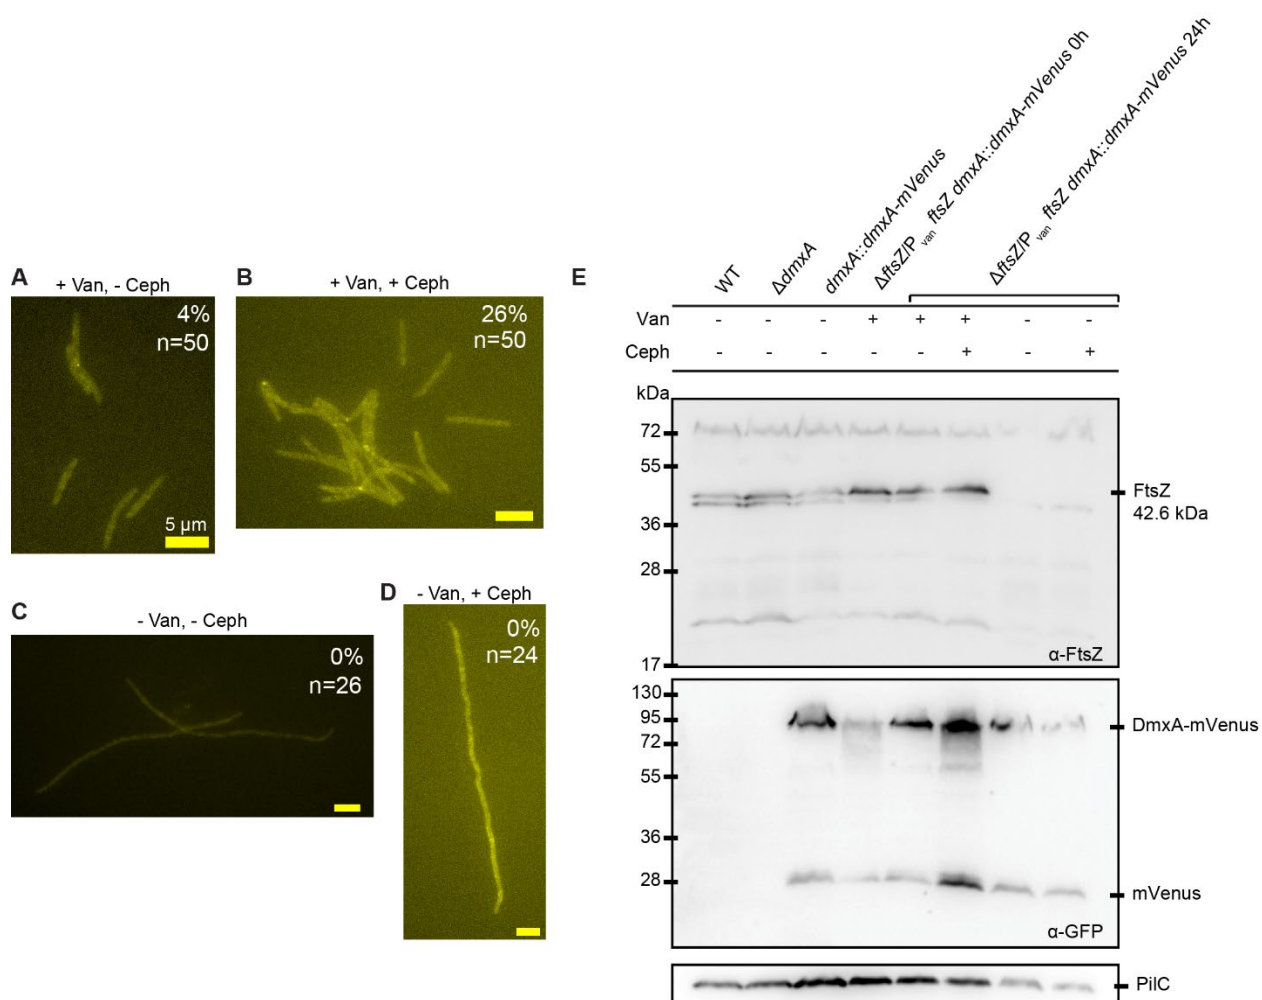 A
+ Van, - Ceph
4%
n=50
5 µm
B
+ Van, + Ceph
26%
n=50
C
- Van, - Ceph
0%
n=26
D
- Van, + Ceph
0%
n=24
E
WT
ΔdmxA
dmxA::dmxA-mVenus
ΔftsZ/Pvan ftsZ dmxA::dmxA-mVenus 0h
ΔftsZ/Pvan ftsZ dmxA::dmxA-mVenus 24h
Van - - - + + + - -
Ceph - - - - - + - +
kDa
72
55
36
28
17
FtsZ
42.6 kDa
α-FtsZ
130
95
72
55
36
28
DmxA-mVenus
mVenus
α-GFP
PilC